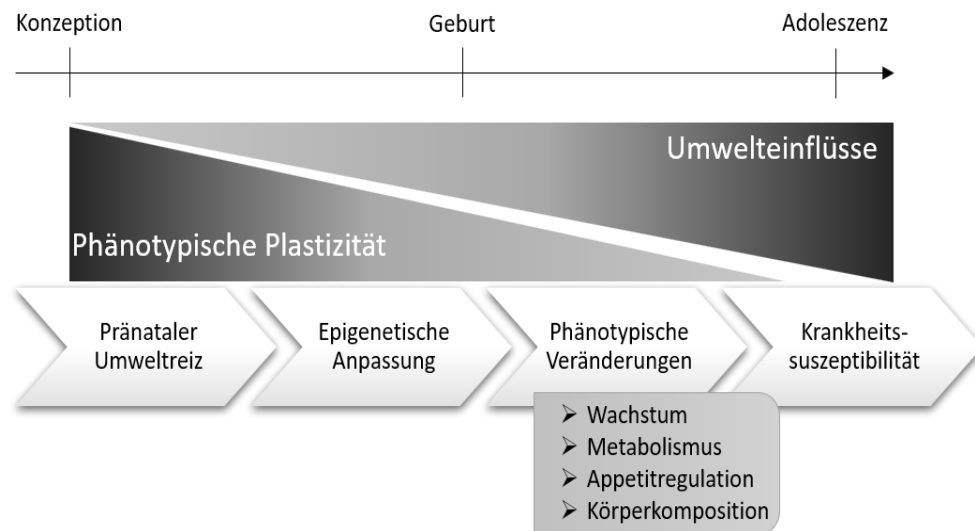 Konzeption
Geburt
Adoleszenz
Umwelteinflüsse
Phänotypische Plastizität
Pränataler
Umweltreiz
Epigenetische
Anpassung
Phänotypische
Veränderungen
Krankheits-
suszeptibilität
➢ Wachstum
➢ Metabolismus
➢ Appetitregulation
➢ Körperkomposition